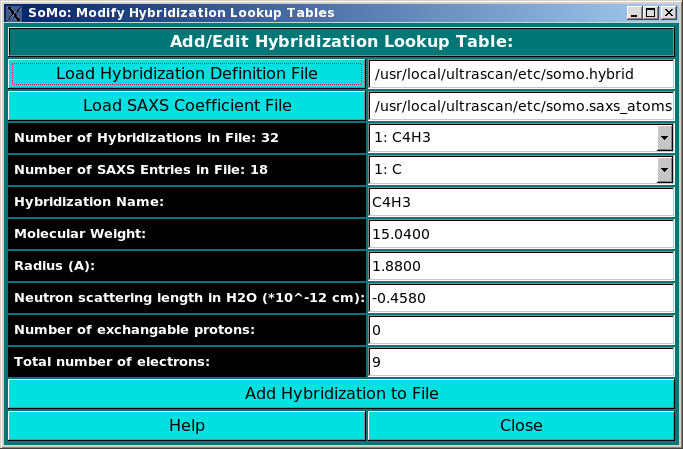 SoMo: Modify Hybridization Lookup Tables
Add/Edit Hybridization Lookup Table:
Load Hybridization Definition File /usr/local/ultrascan/etc/somo.hybrid
Load SAXS Coefficient File /usr/local/ultrascan/etc/somo.saxs_atoms
Number of Hybridizations in File: 32 1: C4H3
Number of SAXS Entries in File: 18 1: C
Hybridization Name: C4H3
Molecular Weight: 15.0400
Radius (A): 1.8800
Neutron scattering length in H2O (*10^-12 cm): -0.4580
Number of exchangable protons: 0
Total number of electrons: 9
Add Hybridization to File
Help Close